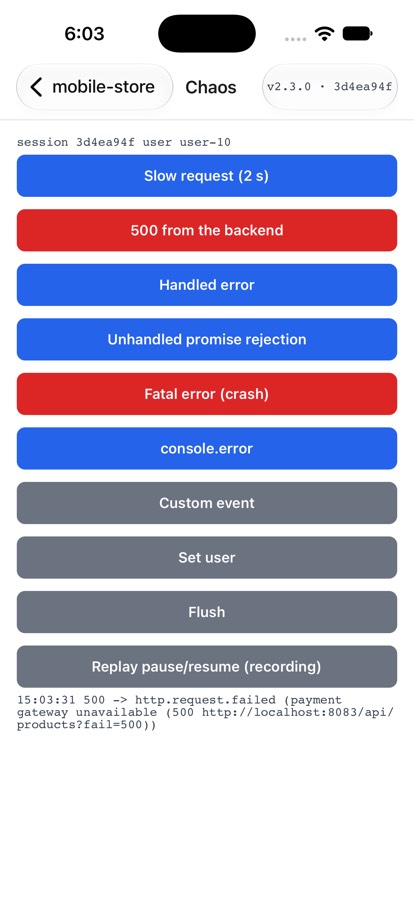 6:03
mobile-store
Chaos
v2.3.0 · 3d4ea94f
session 3d4ea94f user user-10
Slow request (2 s)
500 from the backend
Handled error
Unhandled promise rejection
Fatal error (crash)
console.error
Custom event
Set user
Flush
Replay pause/resume (recording)
15:03:31 500 -> http.request.failed (payment
gateway unavailable (500 http://localhost:8083/api/
products?fail=500))